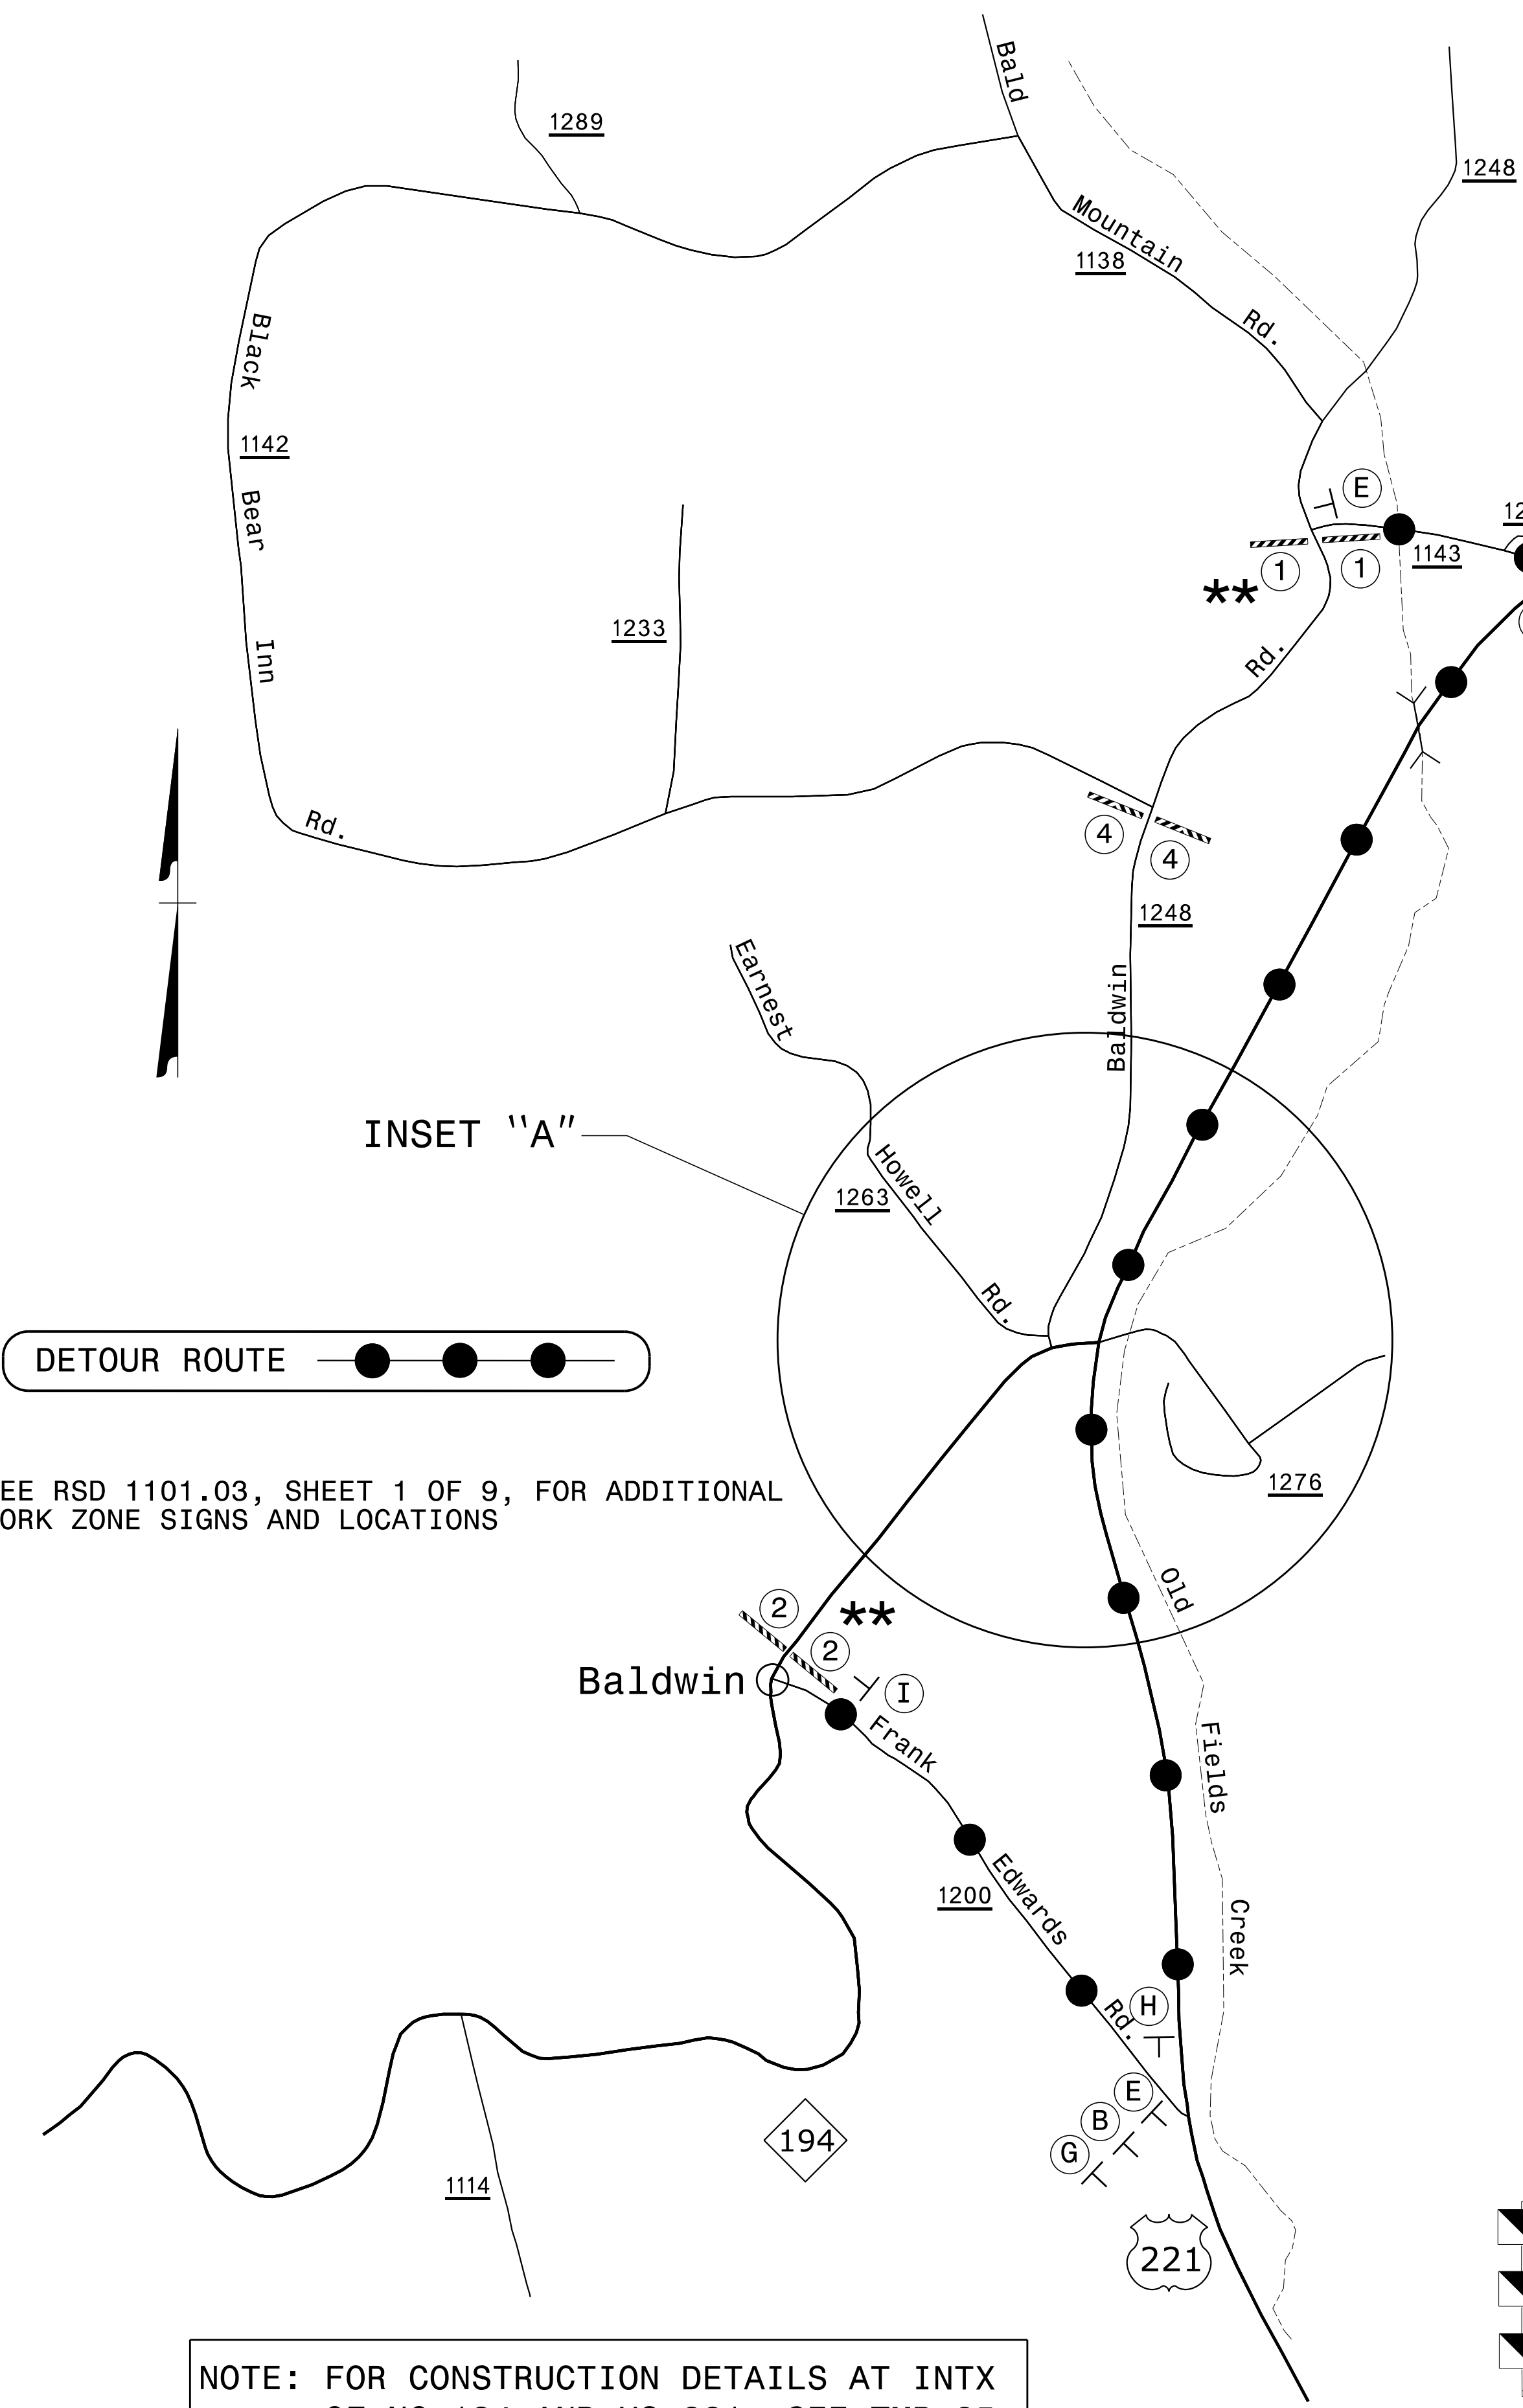 Bald
1289
1248
Mountain
1138
Rd.
Black
1142
E
Bear
1143
1
1
**
1233
Inn
Rd.
Rd.
4
4
1248
Earnest
Baldwin
INSET "A"
Howell
1263
Rd.
DETOUR ROUTE
1276
EE RSD 1101.03, SHEET 1 OF 9, FOR ADDITIONAL
ORK ZONE SIGNS AND LOCATIONS
Old
2
**
2
Baldwin
I
Frank
Fields
Edwards
1200
Creek
Rd.
H
E
B
G
194
1114
221
NOTE: FOR CONSTRUCTION DETAILS AT INTX